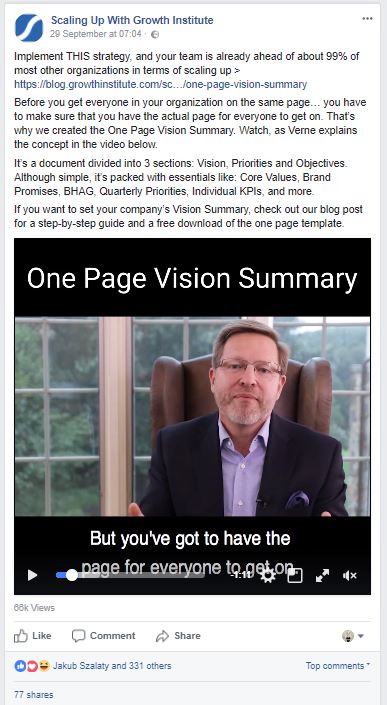 Scaling Up With Growth Institute
29 September at 07:04 ·
Implement THIS strategy, and your team is already ahead of about 99% of
most other organizations in terms of scaling up >
https://blog.growthinstitute.com/sc…/one-page-vision-summary
Before you get everyone in your organization on the same page… you have
to make sure that you have the actual page for everyone to get on. That's
why we created the One Page Vision Summary. Watch, as Verne explains
the concept in the video below.
It's a document divided into 3 sections: Vision, Priorities and Objectives.
Although simple, it's packed with essentials like: Core Values, Brand
Promises, BHAG, Quarterly Priorities, Individual KPIs, and more.
If you want to set your company's Vision Summary, check out our blog post
for a step-by-step guide and a free download of the one page template.
One Page Vision Summary
But you've got to have the
page for everyone to get on
-1:11
66k Views
Like Comment Share
Jakub Szalaty and 331 others Top comments
77 shares